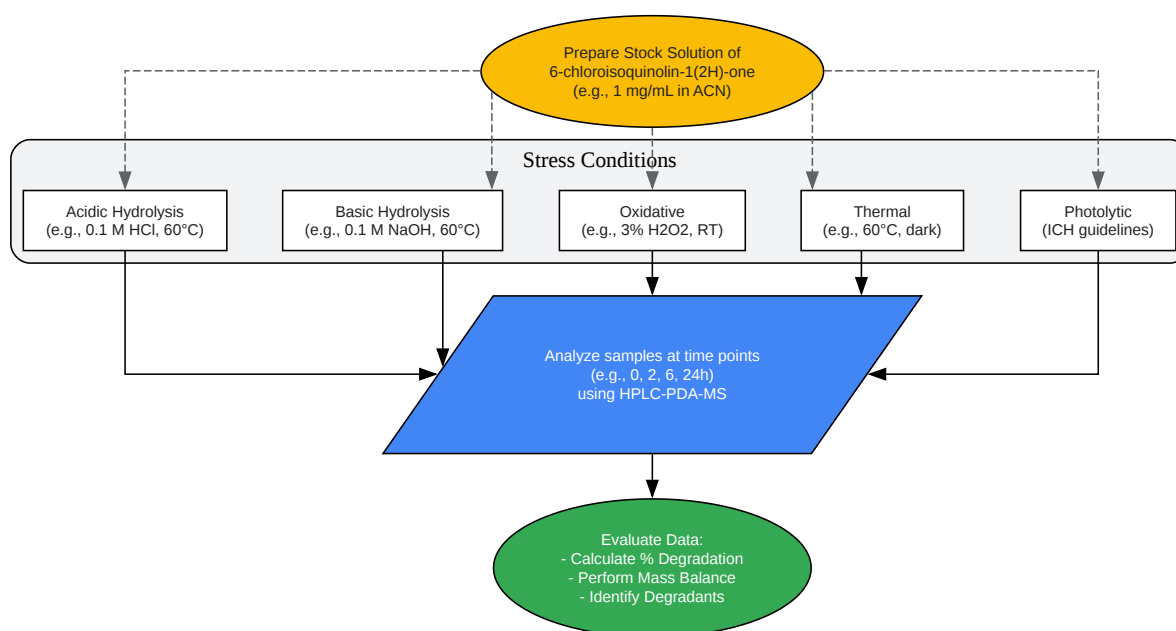 Prepare Stock Solution of
6-chloroisoquinolin-1(2H)-one
(e.g., 1 mg/mL in ACN)
Stress Conditions
Acidic Hydrolysis
(e.g., 0.1 M HCl, 60°C)
Basic Hydrolysis
(e.g., 0.1 M NaOH, 60°C)
Oxidative
(e.g., 3% H2O2, RT)
Thermal
(e.g., 60°C, dark)
Photolytic
(ICH guidelines)
Analyze samples at time points
(e.g., 0, 2, 6, 24h)
using HPLC-PDA-MS
Evaluate Data:
- Calculate % Degradation
- Perform Mass Balance
- Identify Degradants